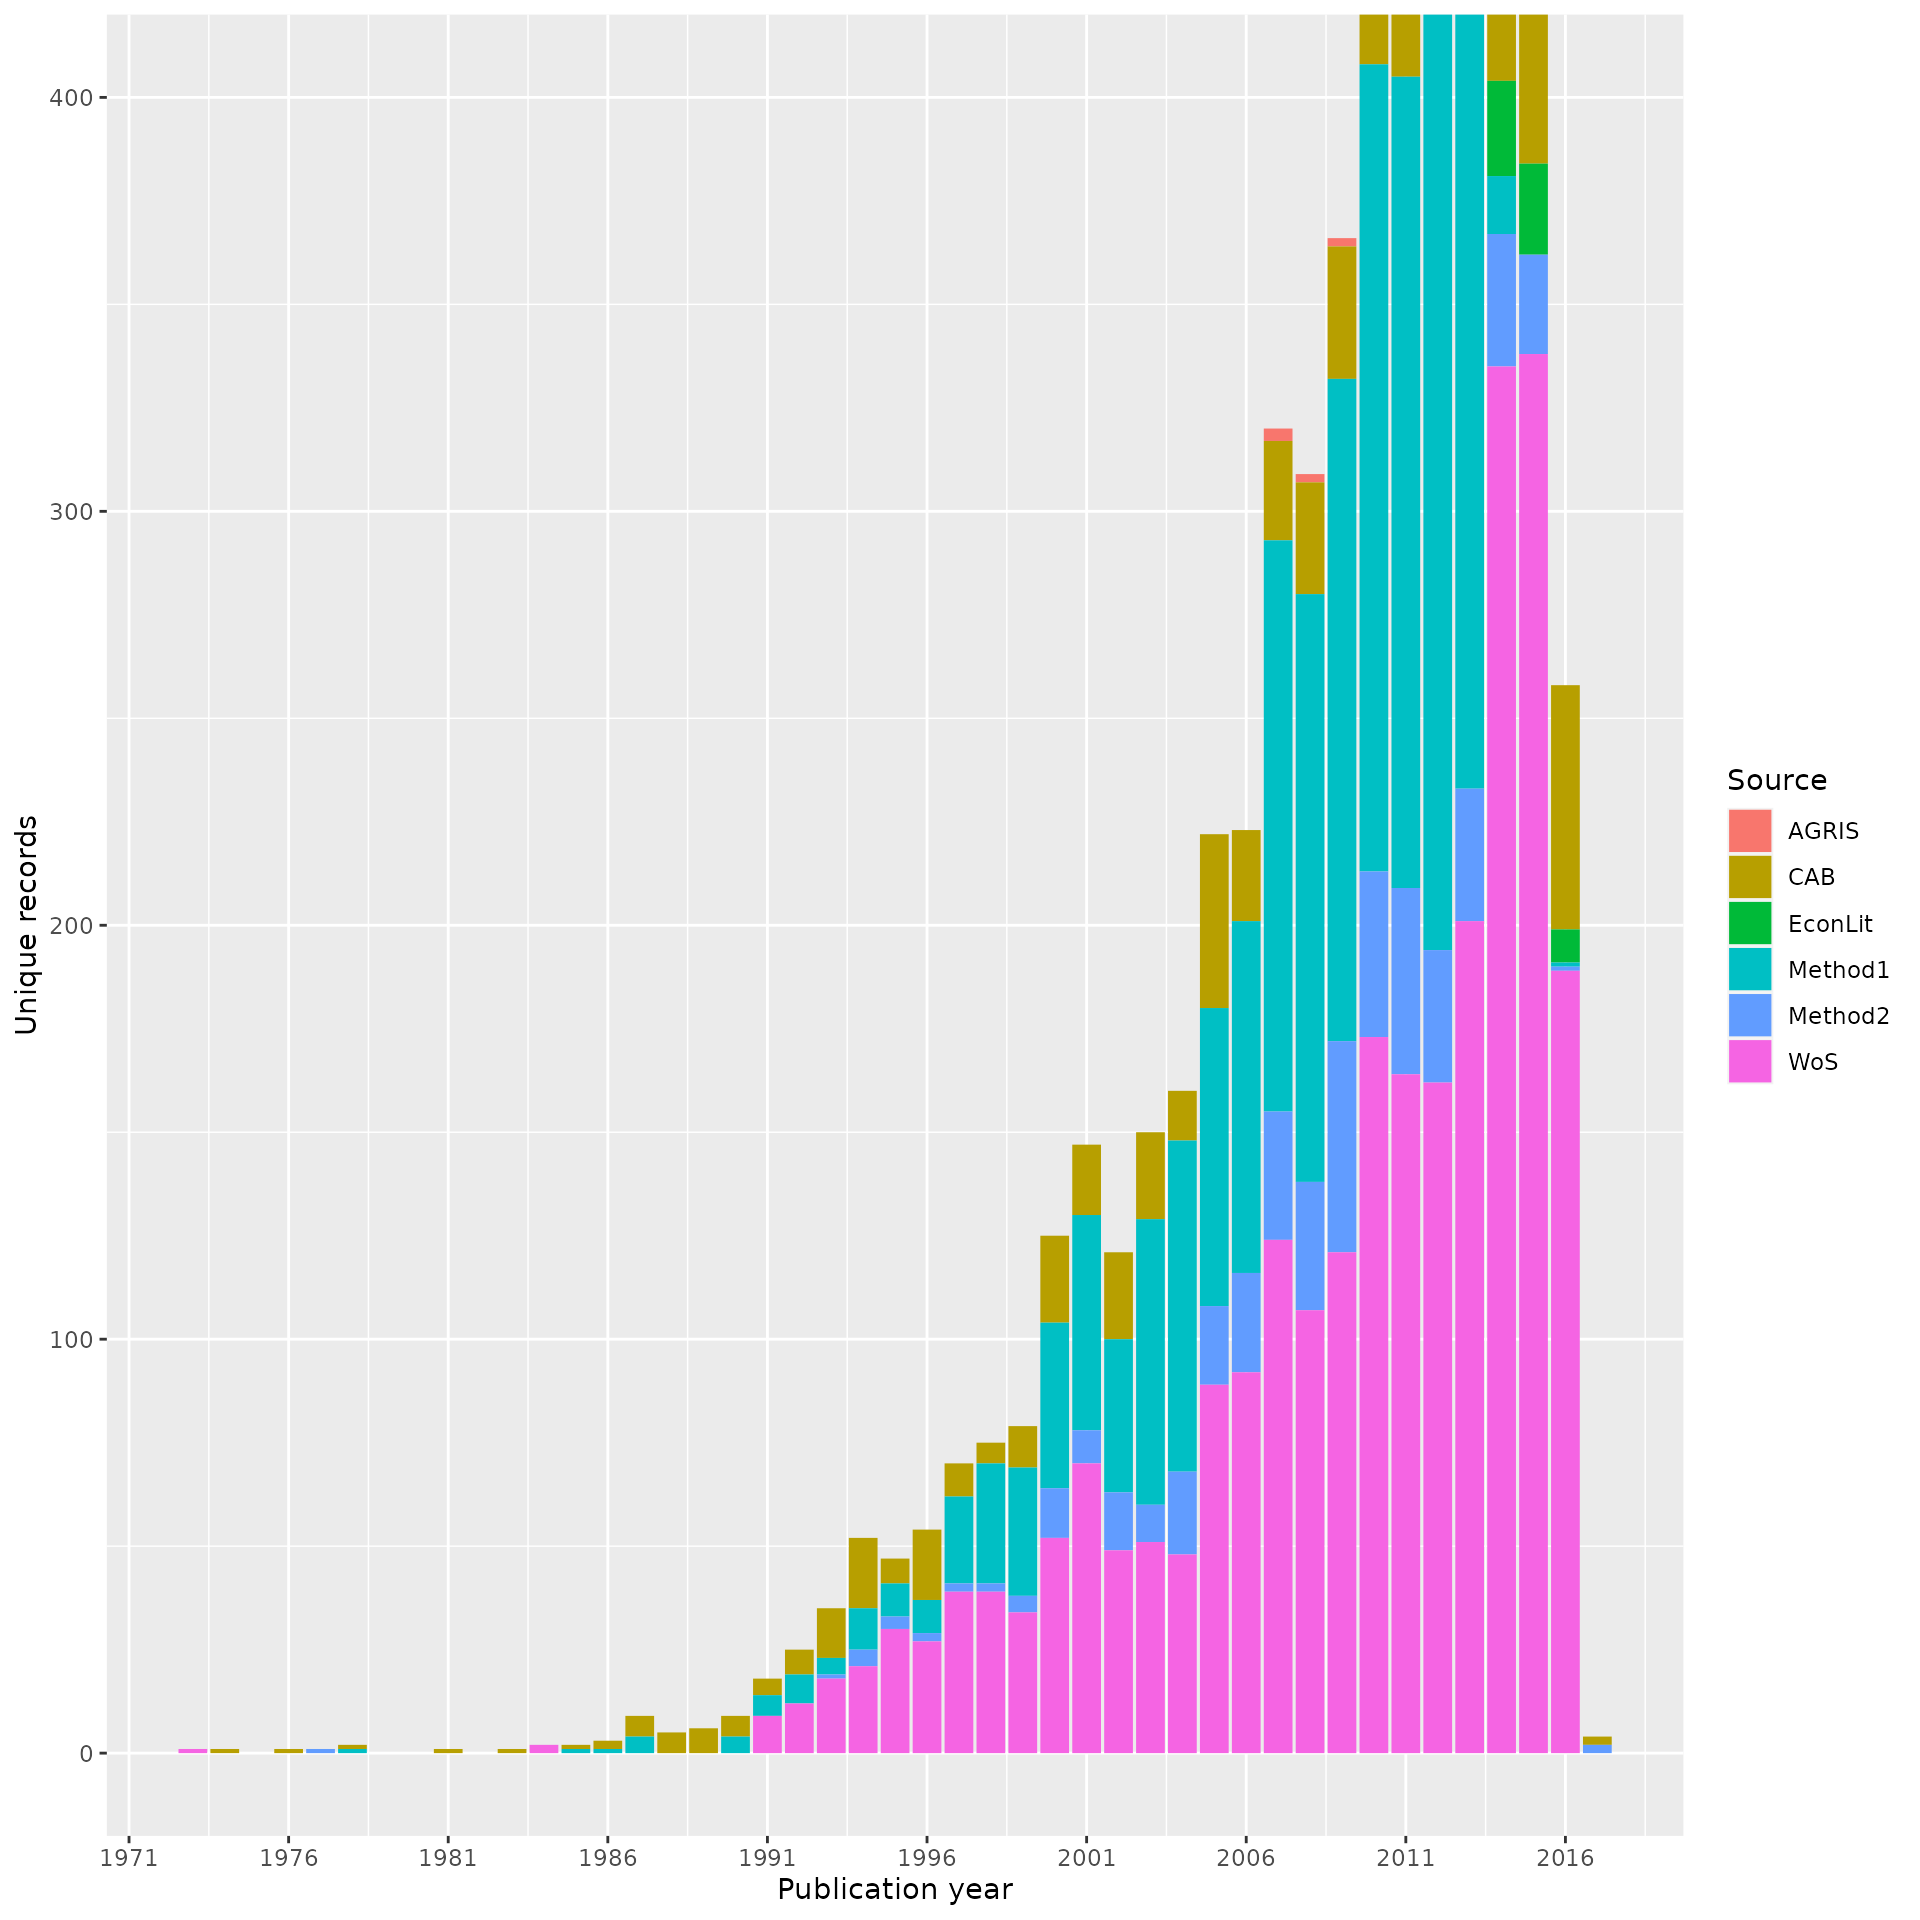 400
300
200
100
0
Unique records
1971 1976 1981 1986 1991 1996 2001 2006 2011 2016
Publication year
Source
AGRIS
CAB
EconLit
Method1
Method2
WoS